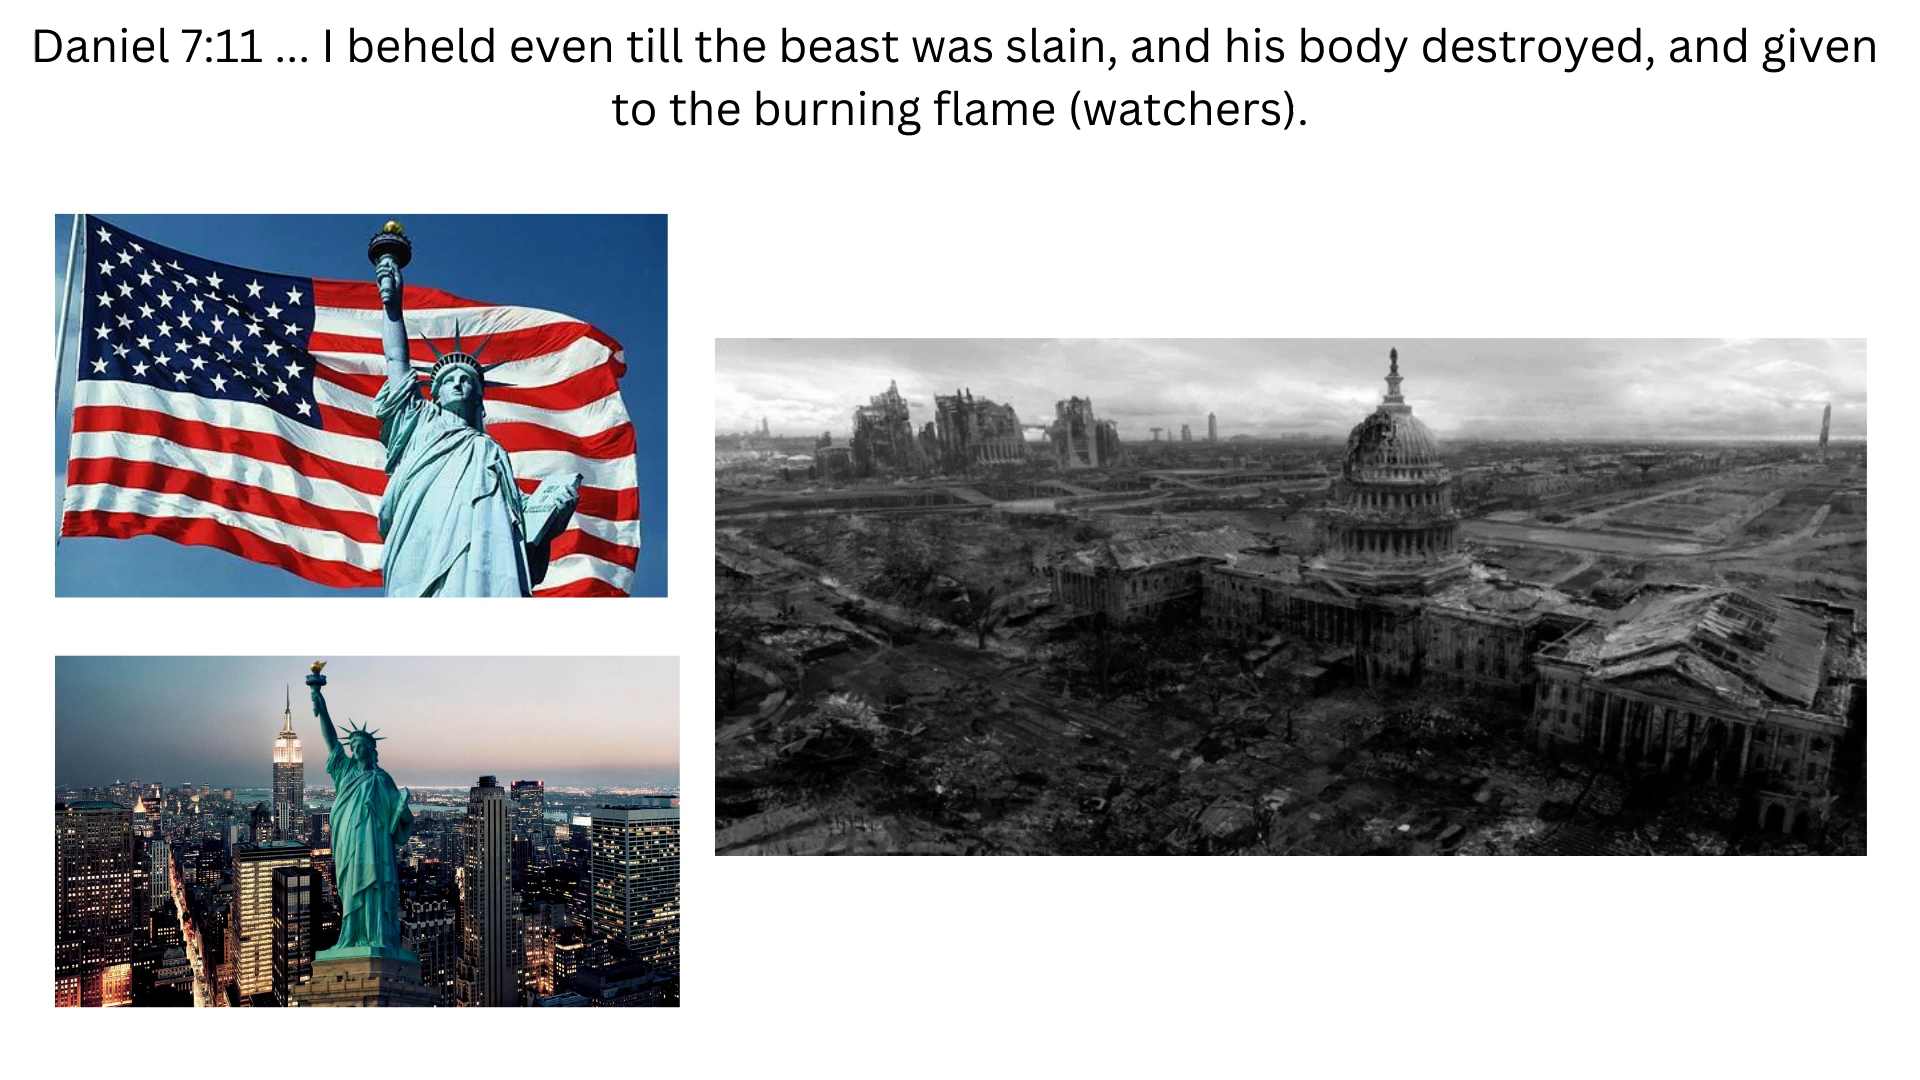 Daniel 7:11 ... I beheld even till the beast was slain, and his body destroyed, and given
to the burning flame (watchers).